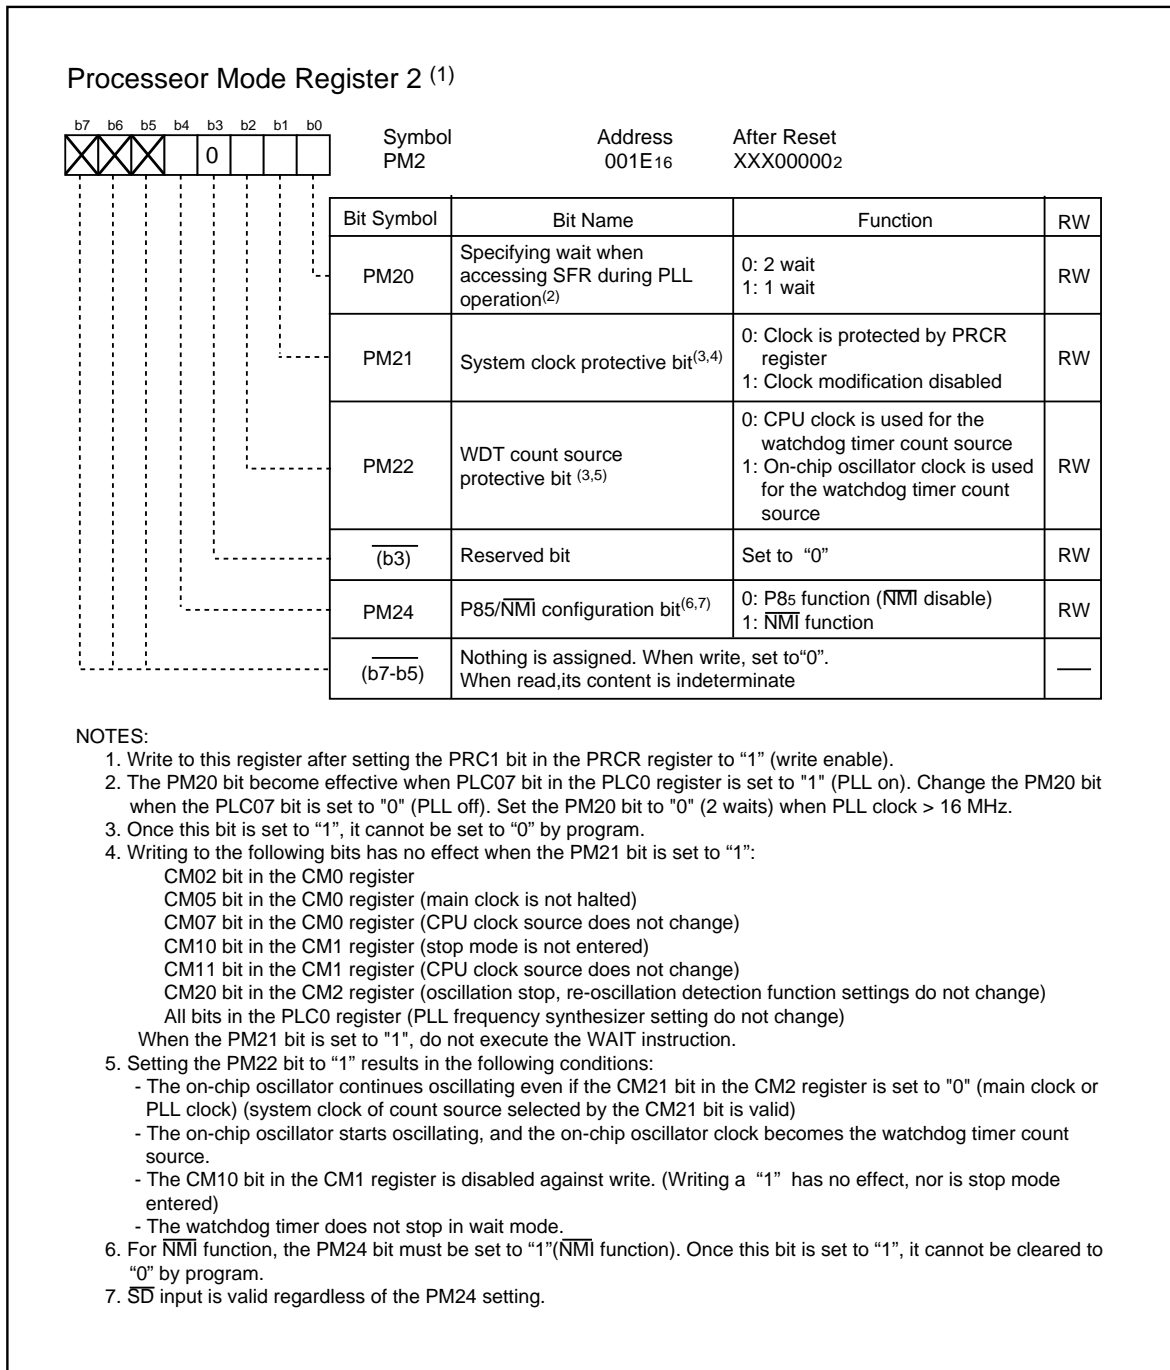 Processeor Mode Register 2 (1)
b7 b6 b5 b4 b3 b2 b1 b0
0
Symbol Address After Reset
PM2 001E16 XXX000002
Bit Symbol Bit Name Function RW
PM20
Specifying wait when
accessing SFR during PLL
operation(2)
0: 2 wait
1: 1 wait
RW
PM21
System clock protective bit(3,4)
0: Clock is protected by PRCR
register
1: Clock modification disabled
RW
PM22
WDT count source
protective bit (3,5)
0: CPU clock is used for the
watchdog timer count source
1: On-chip oscillator clock is used
for the watchdog timer count
source
RW
(b3)
Reserved bit
Set to “0”
RW
PM24
P85/NMI configuration bit(6,7)
0: P85 function (NMI disable)
1: NMI function
RW
(b7-b5)
Nothing is assigned. When write, set to“0”.
When read,its content is indeterminate
NOTES:
1. Write to this register after setting the PRC1 bit in the PRCR register to “1” (write enable).
2. The PM20 bit become effective when PLC07 bit in the PLC0 register is set to "1" (PLL on). Change the PM20 bit
when the PLC07 bit is set to "0" (PLL off). Set the PM20 bit to "0" (2 waits) when PLL clock > 16 MHz.
3. Once this bit is set to “1”, it cannot be set to “0” by program.
4. Writing to the following bits has no effect when the PM21 bit is set to “1”:
CM02 bit in the CM0 register
CM05 bit in the CM0 register (main clock is not halted)
CM07 bit in the CM0 register (CPU clock source does not change)
CM10 bit in the CM1 register (stop mode is not entered)
CM11 bit in the CM1 register (CPU clock source does not change)
CM20 bit in the CM2 register (oscillation stop, re-oscillation detection function settings do not change)
All bits in the PLC0 register (PLL frequency synthesizer setting do not change)
When the PM21 bit is set to "1", do not execute the WAIT instruction.
5. Setting the PM22 bit to “1” results in the following conditions:
- The on-chip oscillator continues oscillating even if the CM21 bit in the CM2 register is set to "0" (main clock or
PLL clock) (system clock of count source selected by the CM21 bit is valid)
- The on-chip oscillator starts oscillating, and the on-chip oscillator clock becomes the watchdog timer count
source.
- The CM10 bit in the CM1 register is disabled against write. (Writing a “1” has no effect, nor is stop mode
entered)
- The watchdog timer does not stop in wait mode.
6. For NMI function, the PM24 bit must be set to “1”(NMI function). Once this bit is set to “1”, it cannot be cleared to
“0” by program.
7. SD input is valid regardless of the PM24 setting.